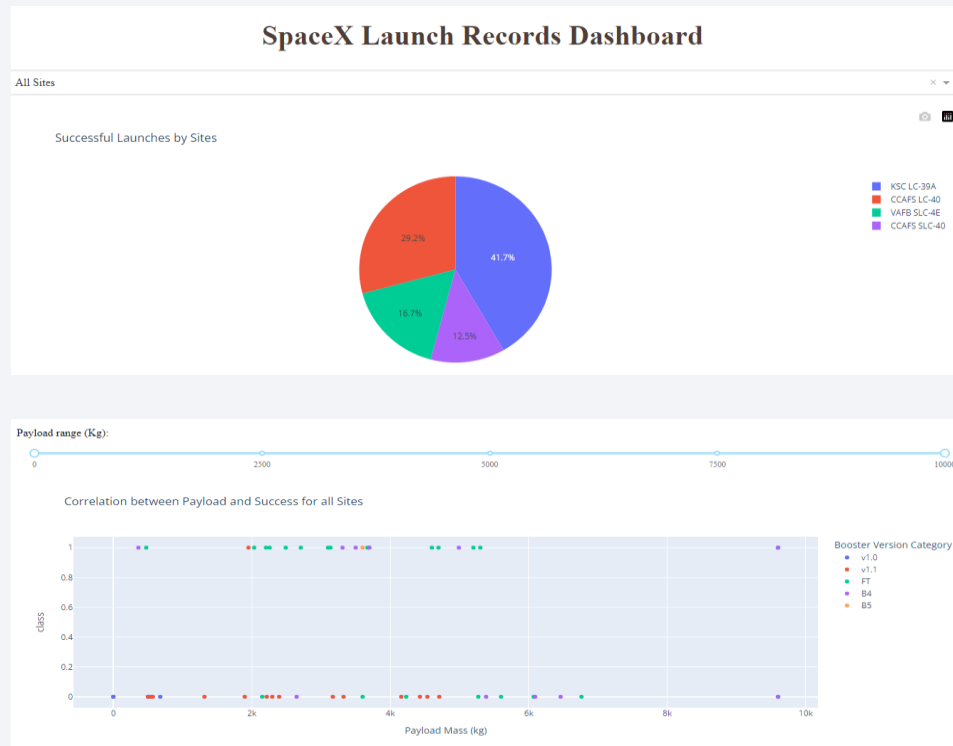 SpaceX Launch Records Dashboard
All Sites
Successful Launches by Sites
KSC LC-39A
CCAFS LC-40
VAFB SLC-4E
CCAFS SLC-40
29.2%
41.7%
16.7%
12.5%
Payload range (Kg):
0 2500 5000 7500 10000
Correlation between Payload and Success for all Sites
Booster Version Category
v1.0
v1.1
FT
B4
B5
1
0.8
0.6
0.4
0.2
0
class
0 2k 4k 6k 8k 10k
Payload Mass (kg)